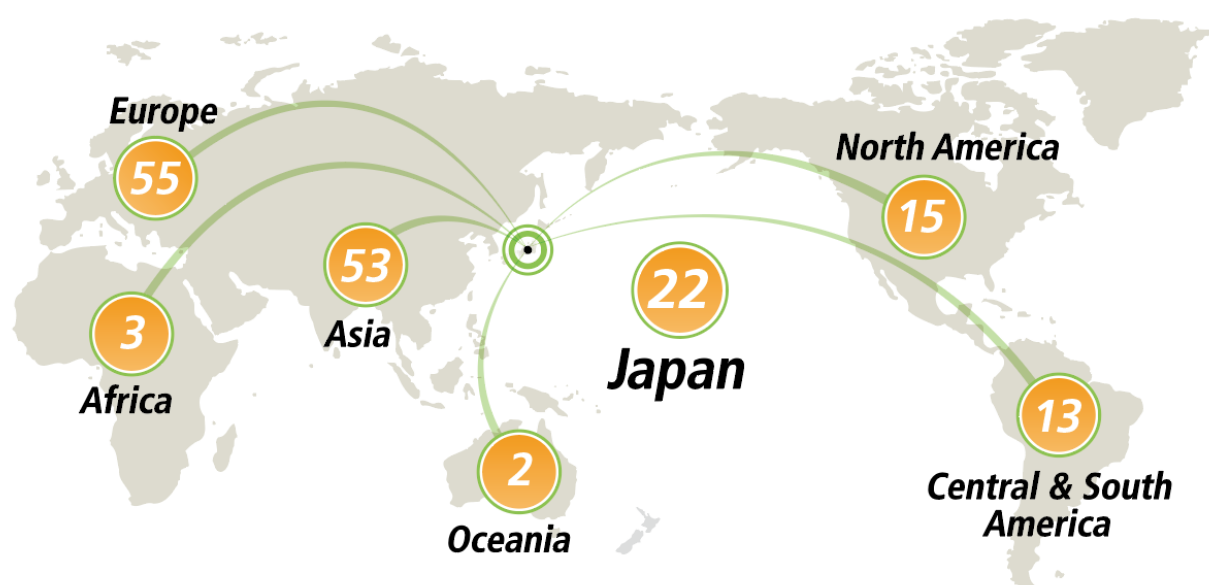 Europe
55
North America
15
53
Asia
22
Japan
3
Africa
13
Central & South
America
2
Oceania